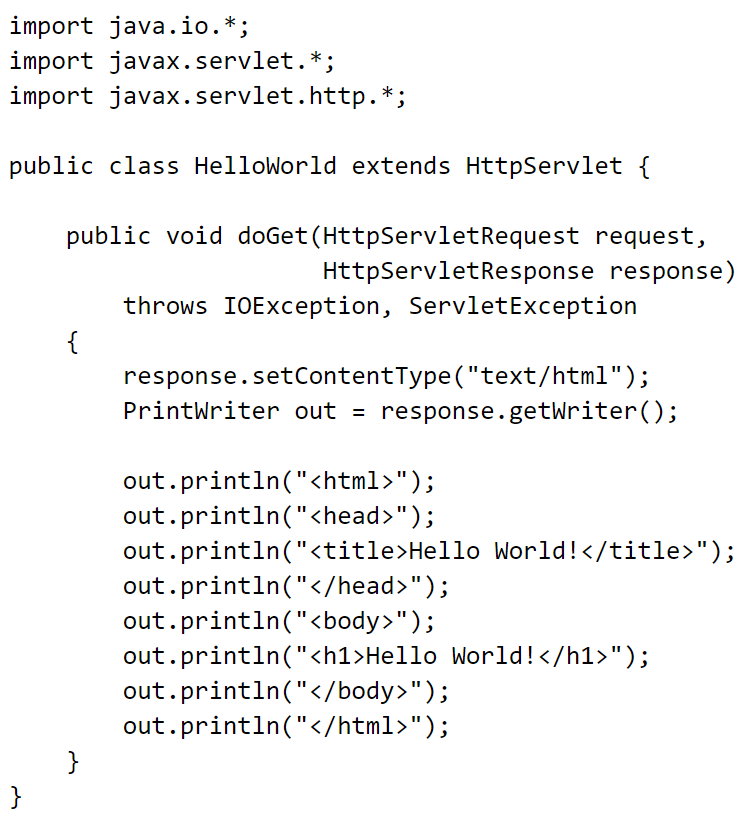 import java.io.*;
import javax.servlet.*;
import javax.servlet.http.*;

public class HelloWorld extends HttpServlet {

    public void doGet(HttpServletRequest request,
                      HttpServletResponse response)
        throws IOException, ServletException
    {
        response.setContentType("text/html");
        PrintWriter out = response.getWriter();

        out.println("<html>");
        out.println("<head>");
        out.println("<title>Hello World!</title>");
        out.println("</head>");
        out.println("<body>");
        out.println("<h1>Hello World!</h1>");
        out.println("</body>");
        out.println("</html>");
    }
}